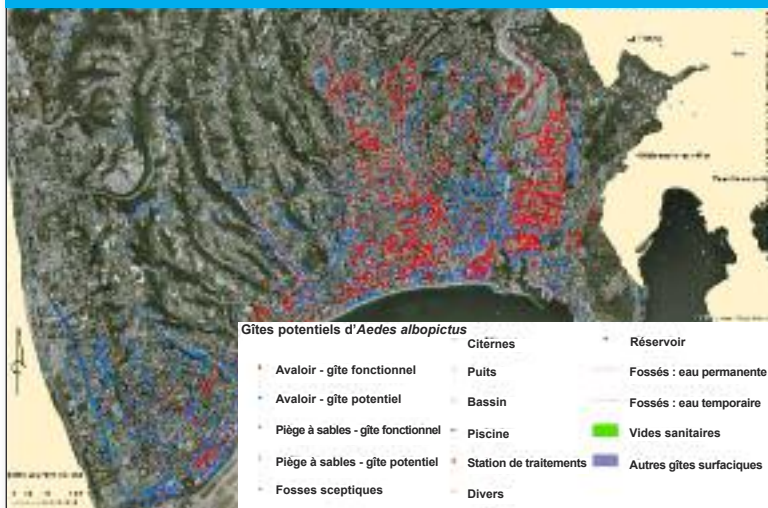 Gîtes potentiels d'Aedes albopictus
Avaloir - gîte fonctionnel
Avaloir - gîte potentiel
Piège à sables - gîte fonctionnel
Piège à sables - gîte potentiel
Fosses sceptiques
Citernes
Puits
Bassin
Piscine
Station de traitements
Divers
Réservoir
Fossés : eau permanente
Fossés : eau temporaire
Vides sanitaires
Autres gîtes surfaciques